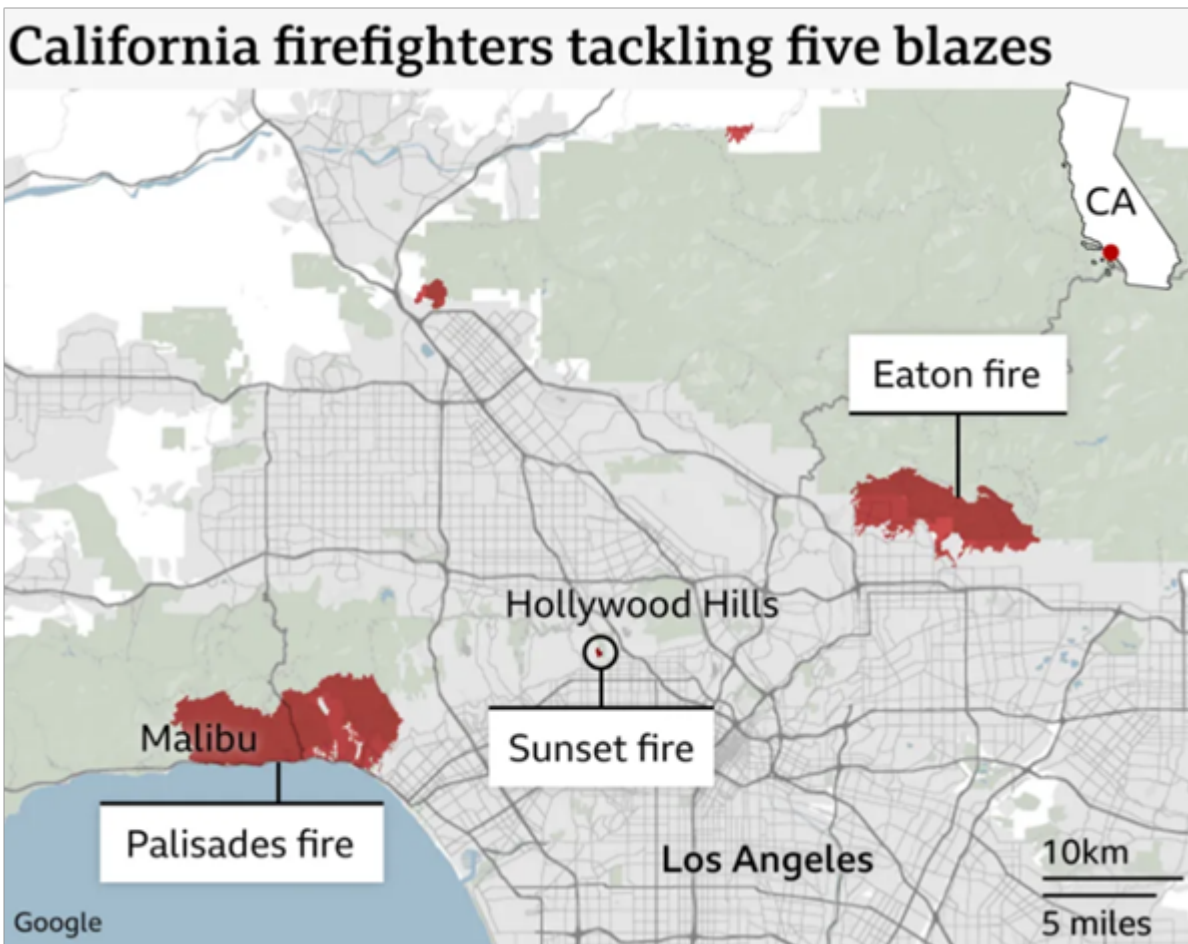 California firefighters tackling five blazes
CA
Eaton fire
Hollywood Hills
Malibu
Sunset fire
Palisades fire
Los Angeles
10km
5 miles
Google